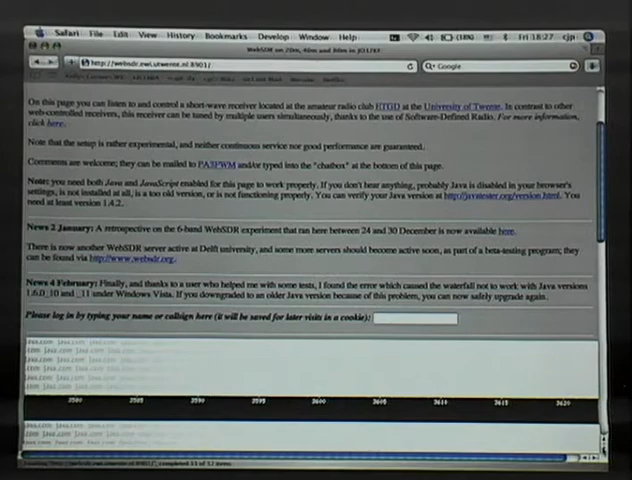 Safari File Edit View History Bookmarks Develop Window Help (18%) Fri 18:27 cjp
WebSDR on 20m, 40m and 80m in JO32KF
http://websdr.ewi.utwente.nl:8901/ Google
On this page you can listen to and control a short-wave receiver located at the amateur radio club ETGD at the University of Twente. In contrast to other
web-controlled receivers, this receiver can be tuned by multiple users simultaneously, thanks to the use of Software-Defined Radio. For more information,
click here.
Note that the setup is rather experimental, and neither continuous service nor good performance are guaranteed.
Comments are welcome; they can be mailed to PA3FWM and/or typed into the "chatbox" at the bottom of this page.
Note: you need both Java and JavaScript enabled for this page to work properly. If you don't hear anything, probably Java is disabled in your browser's
settings, is not installed at all, is a too old version, or is not functioning properly. You can verify your Java version at http://javatester.org/version.html. You
need at least version 1.4.2.
News 2 January: A retrospective on the 6-band WebSDR experiment that ran here between 24 and 30 December is now available here.
There is now another WebSDR server active at Delft university, and some more servers should become active soon, as part of a beta-testing program; they
can be found via http://www.websdr.org.
News 4 February: Finally, and thanks to a user who helped me with some tests, I found the error which caused the waterfall not to work with Java versions
1.6.0_10 and _11 under Windows Vista. If you downgraded to an older Java version because of this problem, you can now safely upgrade again.
Please log in by typing your name or callsign here (it will be saved for later visits in a cookie):
3580 3585 3590 3595 3600 3605 3610 3615 3620